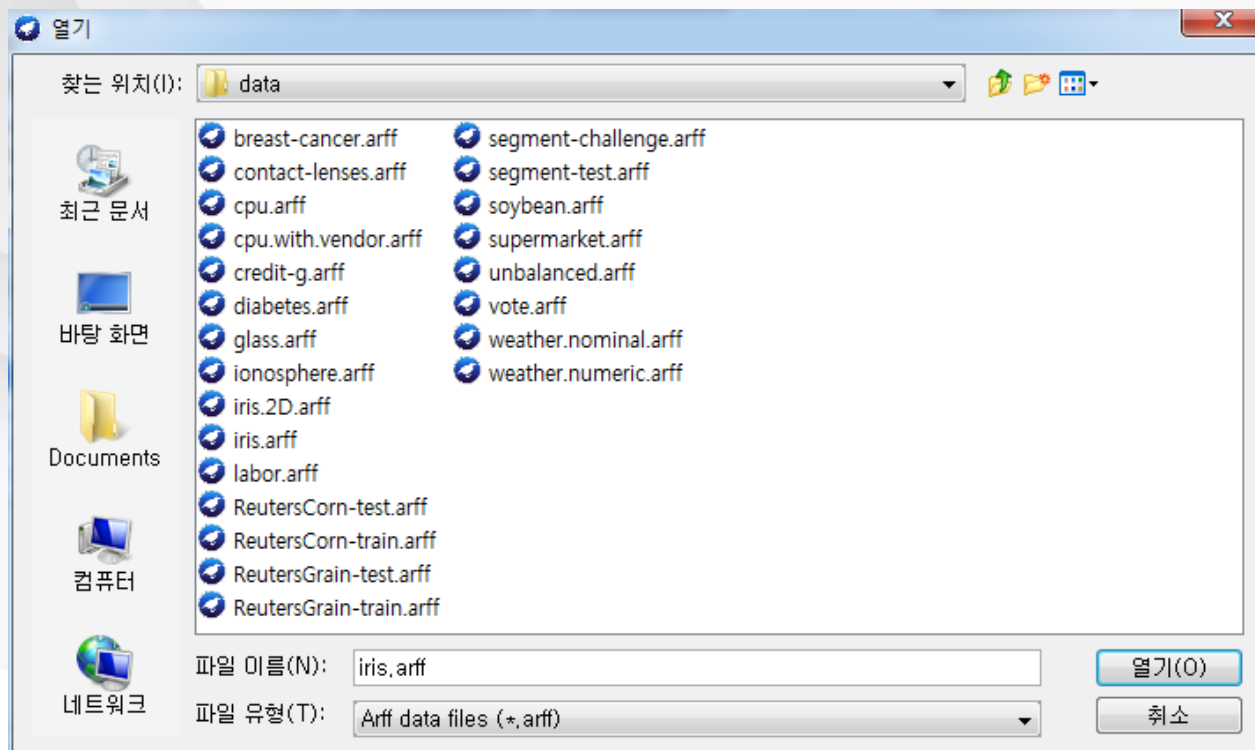 열기
찾는 위치(I): data
최근 문서
바탕 화면
Documents
컴퓨터
네트워크
breast-cancer.arff
contact-lenses.arff
cpu.arff
cpu.with.vendor.arff
credit-g.arff
diabetes.arff
glass.arff
ionosphere.arff
iris.2D.arff
iris.arff
labor.arff
ReutersCorn-test.arff
ReutersCorn-train.arff
ReutersGrain-test.arff
ReutersGrain-train.arff
segment-challenge.arff
segment-test.arff
soybean.arff
supermarket.arff
unbalanced.arff
vote.arff
weather.nominal.arff
weather.numeric.arff
파일 이름(N): iris.arff 열기(O)
파일 유형(T): Arff data files (*.arff) 취소